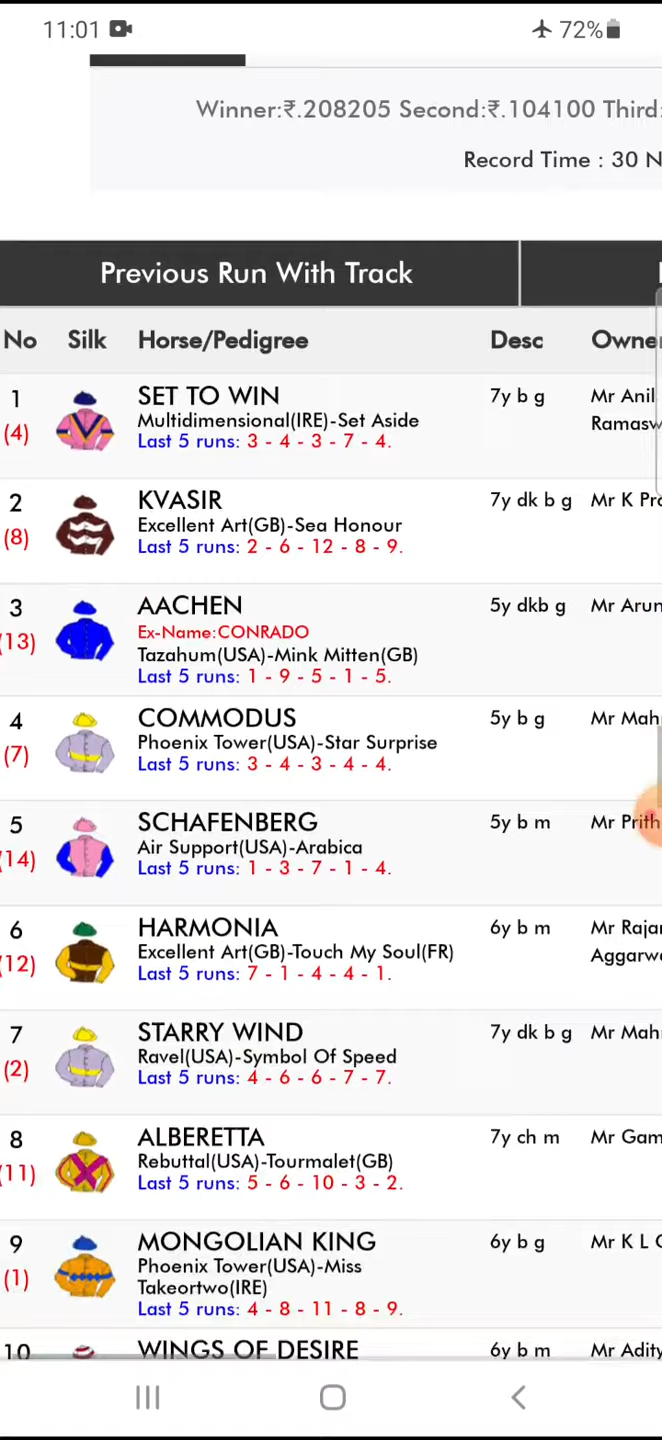 11:01 72%
Winner:₹.208205 Second:₹.104100 Third:
Record Time : 30 N
Previous Run With Track
No Silk Horse/Pedigree Desc Owne
1 SET TO WIN 7y b g Mr Anil
(4) Multidimensional(IRE)-Set Aside Ramasw
Last 5 runs: 3 - 4 - 3 - 7 - 4.
2 KVASIR 7y dk b g Mr K Pra
(8) Excellent Art(GB)-Sea Honour
Last 5 runs: 2 - 6 - 12 - 8 - 9.
3 AACHEN 5y dkb g Mr Arun
(13) Ex-Name:CONRADO
Tazahum(USA)-Mink Mitten(GB)
Last 5 runs: 1 - 9 - 5 - 1 - 5.
4 COMMODUS 5y b g Mr Mah
(7) Phoenix Tower(USA)-Star Surprise
Last 5 runs: 3 - 4 - 3 - 4 - 4.
5 SCHAFENBERG 5y b m Mr Prith
(14) Air Support(USA)-Arabica
Last 5 runs: 1 - 3 - 7 - 1 - 4.
6 HARMONIA 6y b m Mr Rajan
(12) Excellent Art(GB)-Touch My Soul(FR) Aggarwa
Last 5 runs: 7 - 1 - 4 - 4 - 1.
7 STARRY WIND 7y dk b g Mr Mah
(2) Ravel(USA)-Symbol Of Speed
Last 5 runs: 4 - 6 - 6 - 7 - 7.
8 ALBERETTA 7y ch m Mr Gam
(11) Rebuttal(USA)-Tourmalet(GB)
Last 5 runs: 5 - 6 - 10 - 3 - 2.
9 MONGOLIAN KING 6y b g Mr K L
(1) Phoenix Tower(USA)-Miss
Takeortwo(IRE)
Last 5 runs: 4 - 8 - 11 - 8 - 9.
10 WINGS OF DESIRE 6y b m Mr Adity